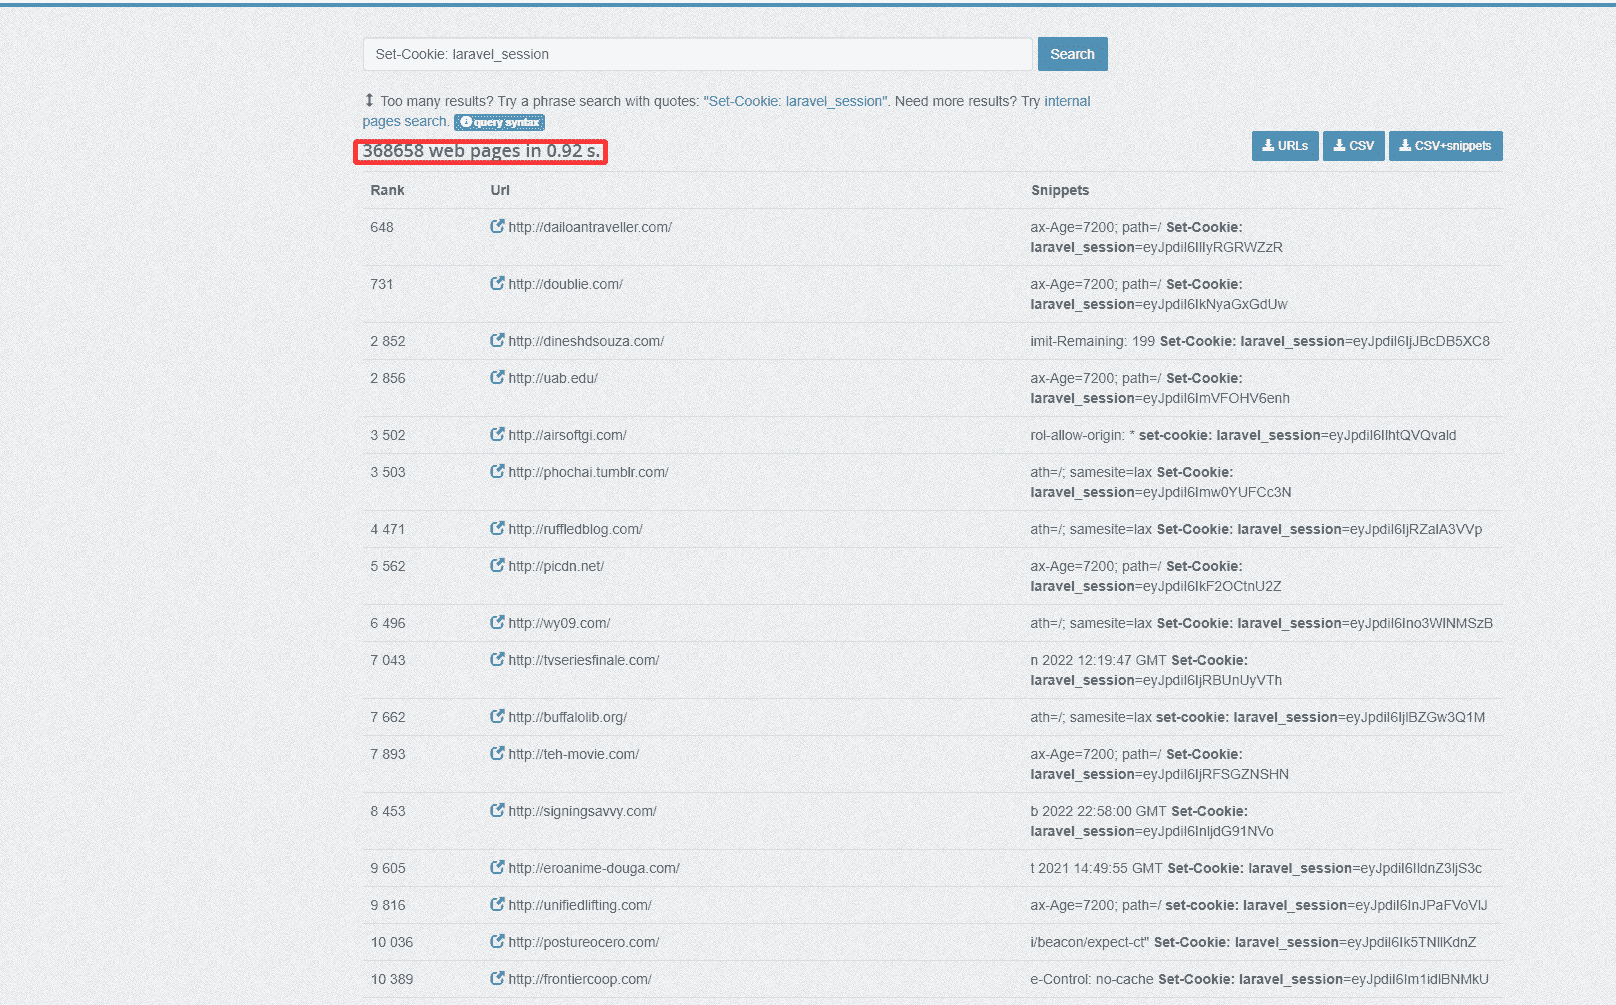 Set-Cookie: laravel_session
Search
Too many results? Try a phrase search with quotes: "Set-Cookie: laravel_session". Need more results? Try internal
pages search. query syntax
368658 web pages in 0.92 s.
URLs CSV CSV+snippets
Rank Url Snippets
648 http://dailoantraveller.com/ ax-Age=7200; path=/ Set-Cookie:
laravel_session=eyJpdiI6IllyRGRWZzR
731 http://doublie.com/ ax-Age=7200; path=/ Set-Cookie:
laravel_session=eyJpdiI6IkNyaGxGdUw
2 852 http://dineshdsouza.com/ imit-Remaining: 199 Set-Cookie: laravel_session=eyJpdiI6IjJBcDB5XC8
2 856 http://uab.edu/ ax-Age=7200; path=/ Set-Cookie:
laravel_session=eyJpdiI6ImVFOHV6enh
3 502 http://airsoftgi.com/ rol-allow-origin: * set-cookie: laravel_session=eyJpdiI6IlhtQVQvald
3 503 http://phochai.tumblr.com/ ath=/; samesite=lax Set-Cookie:
laravel_session=eyJpdiI6Imw0YUFCc3N
4 471 http://ruffledblog.com/ ath=/; samesite=lax Set-Cookie: laravel_session=eyJpdiI6IjRZalA3VVp
5 562 http://picdn.net/ ax-Age=7200; path=/ Set-Cookie:
laravel_session=eyJpdiI6IkF2OCtnU2Z
6 496 http://wy09.com/ ath=/; samesite=lax Set-Cookie: laravel_session=eyJpdiI6Ino3WlNMSzB
7 043 http://tvseriesfinale.com/ n 2022 12:19:47 GMT Set-Cookie:
laravel_session=eyJpdiI6IjRBUnUyVTh
7 662 http://buffalolib.org/ ath=/; samesite=lax set-cookie: laravel_session=eyJpdiI6IjlBZGw3Q1M
7 893 http://teh-movie.com/ ax-Age=7200; path=/ Set-Cookie:
laravel_session=eyJpdiI6IjRFSGZNSHN
8 453 http://signingsavvy.com/ b 2022 22:58:00 GMT Set-Cookie:
laravel_session=eyJpdiI6InljdG91NVo
9 605 http://eroanime-douga.com/ t 2021 14:49:55 GMT Set-Cookie: laravel_session=eyJpdiI6IldnZ3ljS3c
9 816 http://unifiedlifting.com/ ax-Age=7200; path=/ set-cookie: laravel_session=eyJpdiI6InJPaFVoVlJ
10 036 http://postureocero.com/ i/beacon/expect-ct" Set-Cookie: laravel_session=eyJpdiI6Ik5TNllKdnZ
10 389 http://frontiercoop.com/ e-Control: no-cache Set-Cookie: laravel_session=eyJpdiI6Im1idlBNMkU